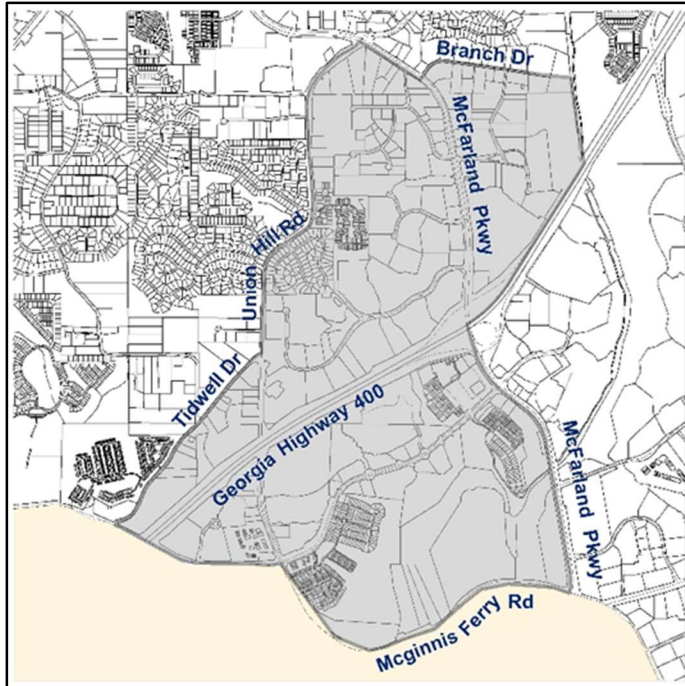 Branch Dr
McFarland Pkwy
Union Hill Rd
Tidwell Dr
Georgia Highway 400
McFarland Pkwy
Mcginnis Ferry Rd